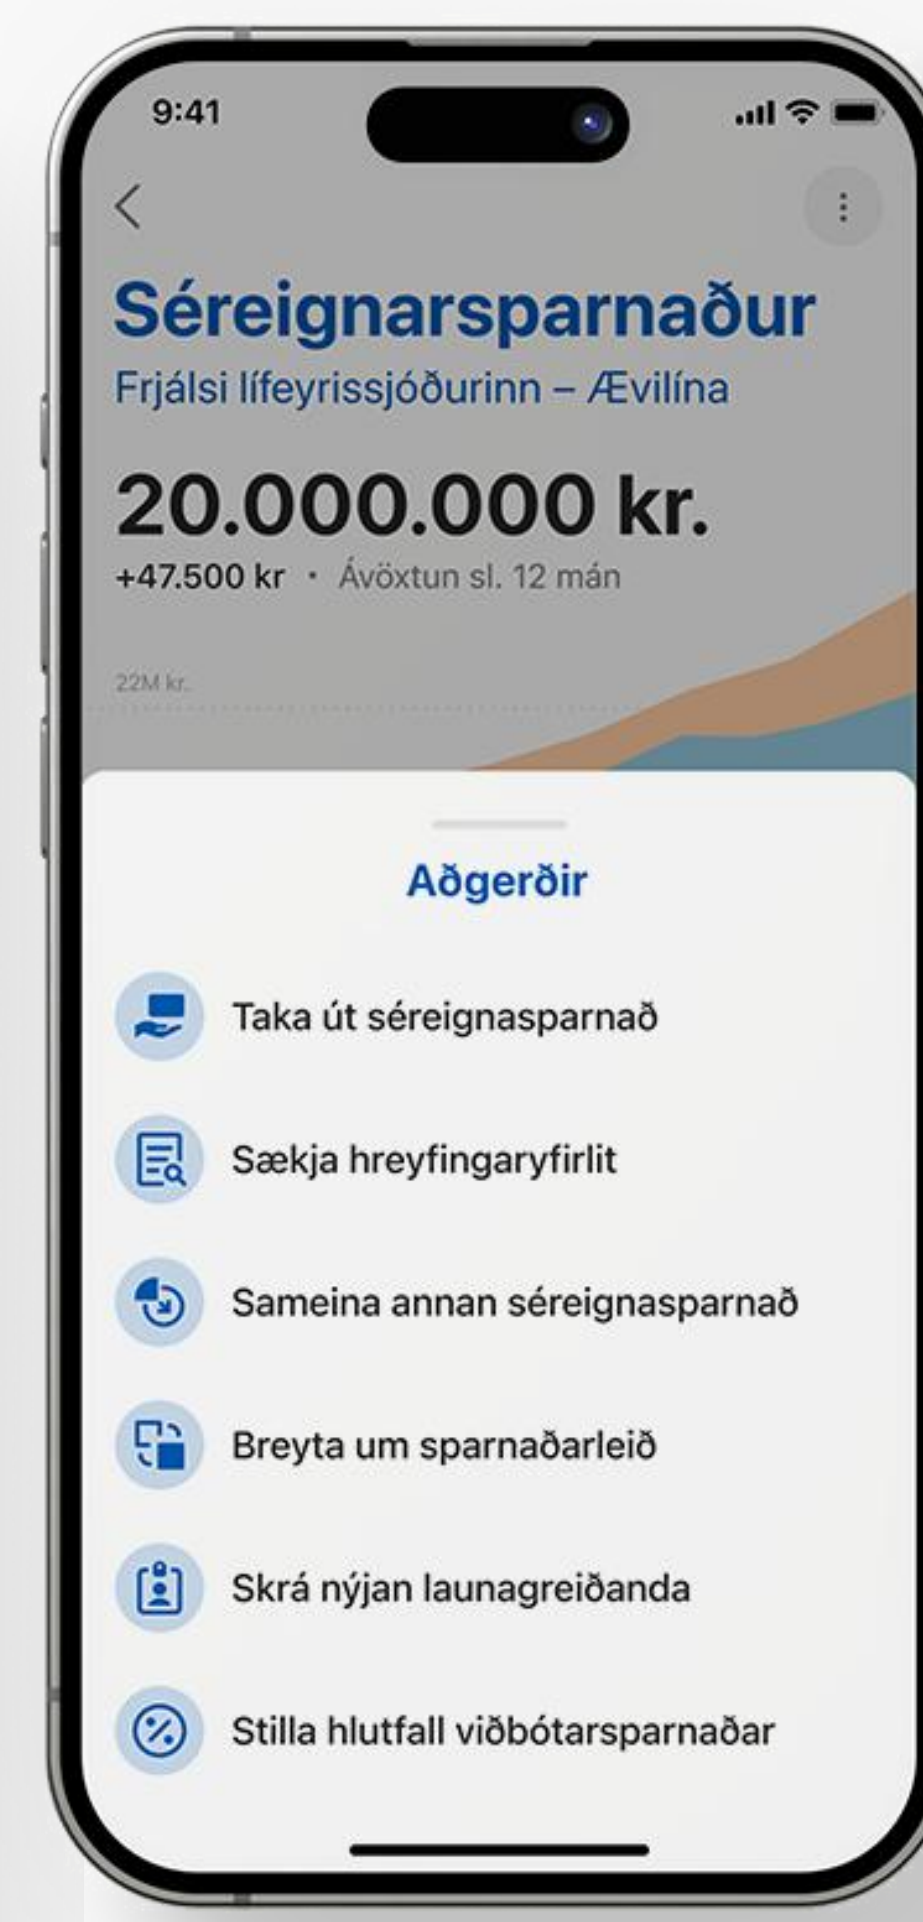 9:41
Séreignarsparnaður
Frjálsi lífeyrissjóðurinn – Ævilína
20.000.000 kr.
+47.500 kr • Ávöxtun sl. 12 mán
22M kr.
Aðgerðir
Taka út séreignasparnað
Sækja hreyfingaryfirlit
Sameina annan séreignasparnað
Breyta um sparnaðarleið
Skrá nýjan launagreiðanda
Stilla hlutfall viðbótarsparnaðar